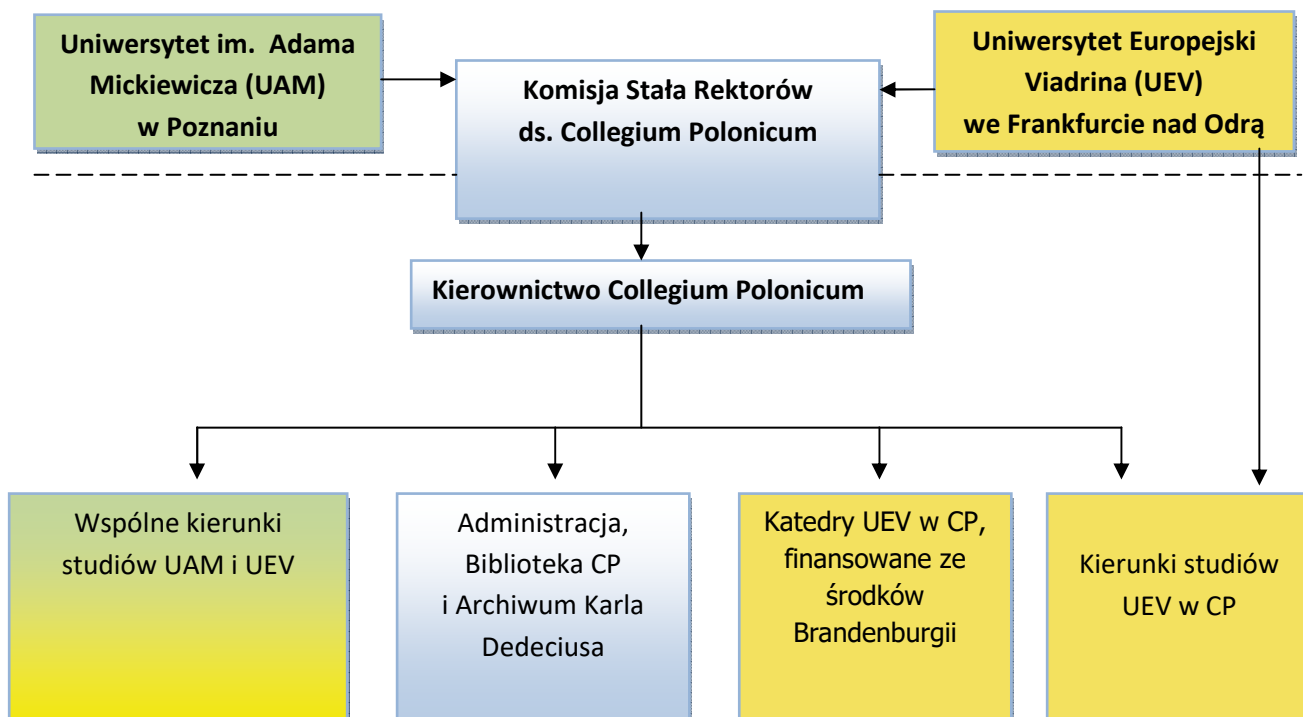 Uniwersytet im. Adama
Mickiewicza (UAM)
w Poznaniu
Komisja Stała Rektorów
ds. Collegium Polonicum
Uniwersytet Europejski
Viadrina (UEV)
we Frankfurcie nad Odrą
Kierownictwo Collegium Polonicum
Wspólne kierunki
studiów UAM i UEV
Administracja,
Biblioteka CP
i Archiwum Karla
Dedeciusa
Katedry UEV w CP,
finansowane ze
środków
Brandenburgii
Kierunki studiów
UEV w CP